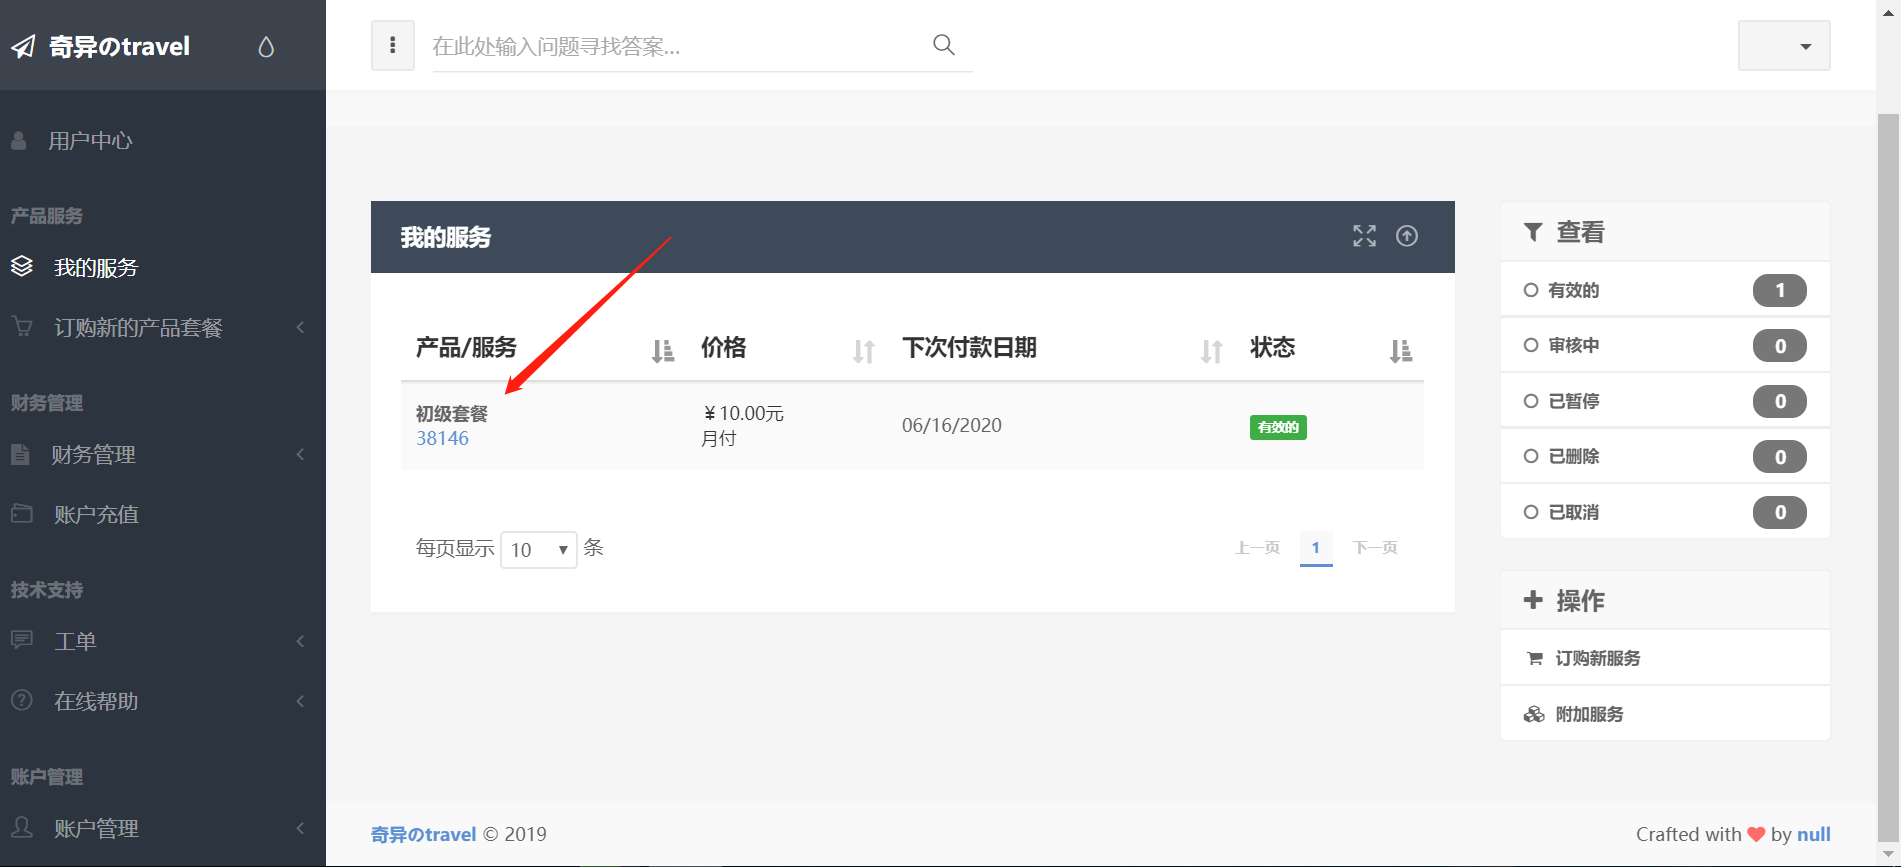 奇异のtravel
在此处输入问题寻找答案...
用户中心
产品服务
我的服务
订购新的产品套餐
财务管理
财务管理
账户充值
技术支持
工单
在线帮助
账户管理
账户管理
我的服务
产品/服务 价格 下次付款日期 状态
初级套餐 ¥10.00元 06/16/2020 有效的
38146 月付
每页显示 10 条 上一页 1 下一页
查看
有效的 1
审核中 0
已暂停 0
已删除 0
已取消 0
操作
订购新服务
附加服务
奇异のtravel © 2019
Crafted with ❤ by null